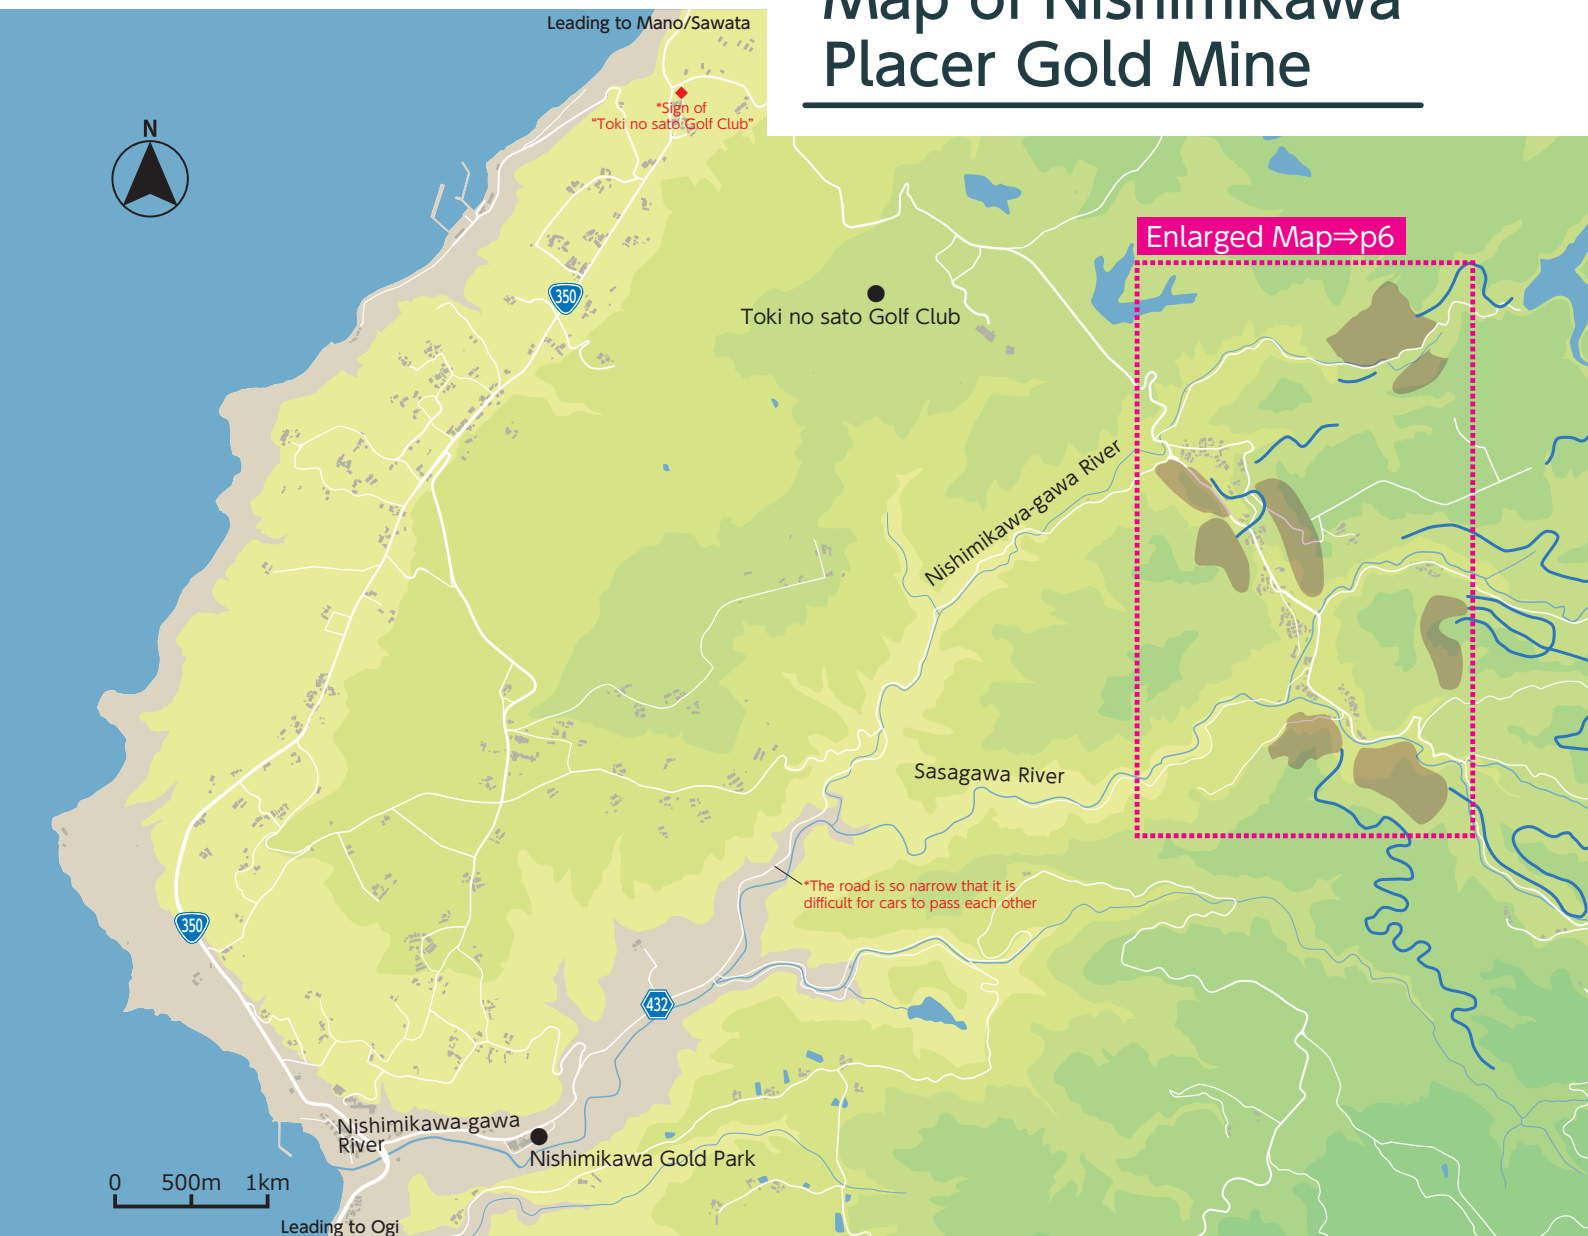 Map of Nishimikawa
Placer Gold Mine
Leading to Mano/Sawata
*Sign of
“Toki no sato Golf Club”
N
Enlarged Map⇒p6
350
Toki no sato Golf Club
Nishimikawa-gawa River
Sasagawa River
*The road is so narrow that it is
difficult for cars to pass each other
350
432
Nishimikawa-gawa
River
Nishimikawa Gold Park
0 500m 1km
Leading to Ogi